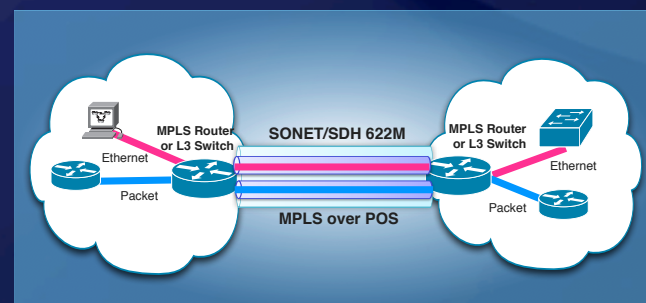 MPLS Router
or L3 Switch
Ethernet
Packet
SONET/SDH 622M
MPLS over POS
MPLS Router
or L3 Switch
Ethernet
Packet